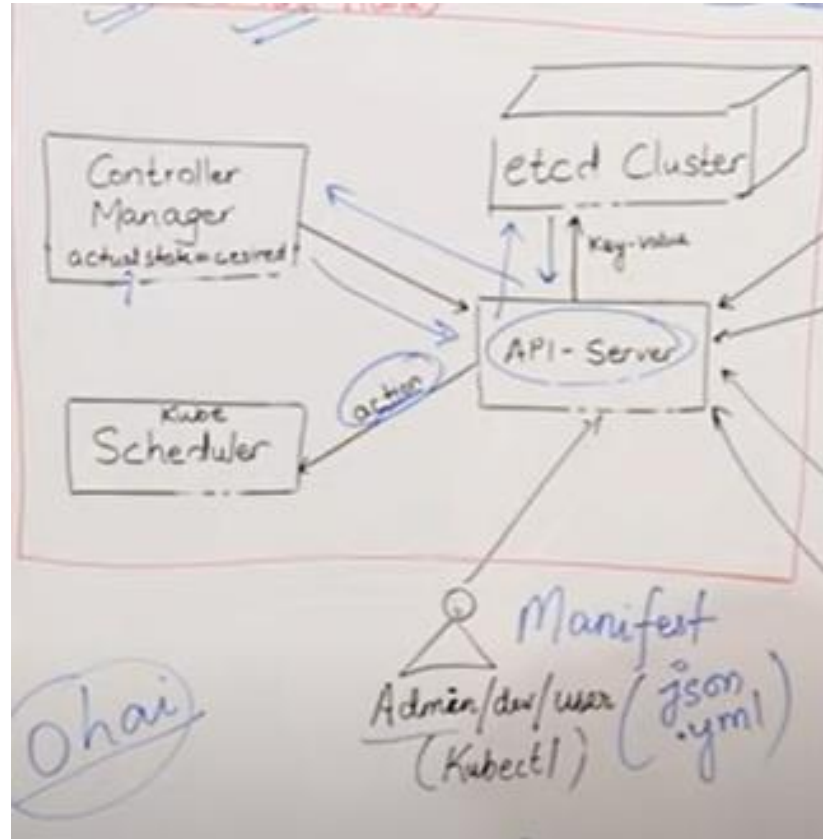 Controller
Manager
actual state = desired
etcd Cluster
Key-value
API-Server
action
Kube
Scheduler
Manifest
Admin/dev/user
(Kubectl)
(json
.yml)
Ohai